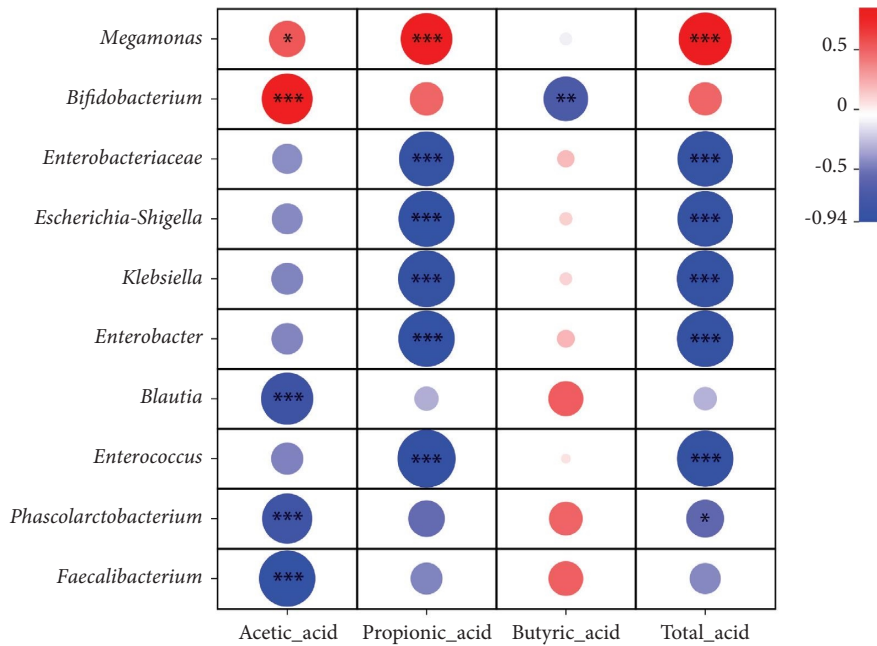 Megamonas * *** ***
Bifidobacterium *** **
Enterobacteriaceae *** ***
Escherichia-Shigella *** ***
Klebsiella *** ***
Enterobacter *** ***
Blautia ***
Enterococcus *** ***
Phascolarctobacterium *** *
Faecalibacterium ***
Acetic_acid Propionic_acid Butyric_acid Total_acid
0.5
0
-0.5
-0.94